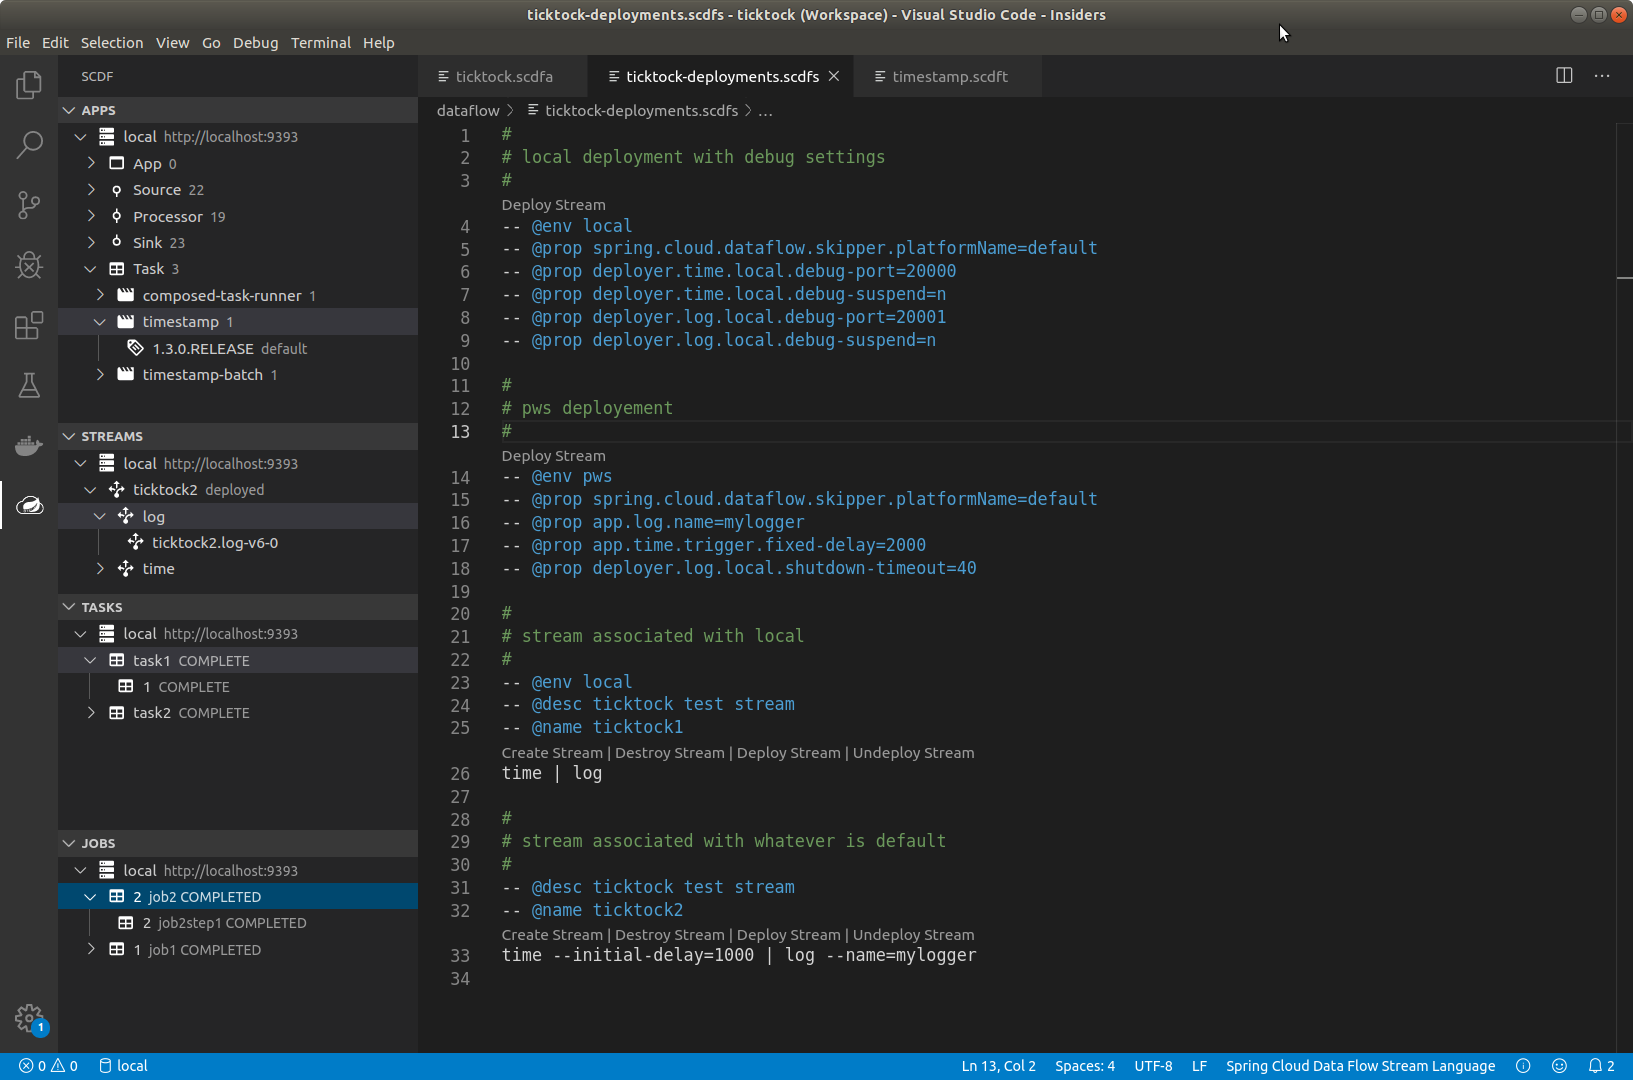 ticktock-deployments.scdfs - ticktock (Workspace) - Visual Studio Code - Insiders
File Edit Selection View Go Debug Terminal Help
SCDF
APPS
local http://localhost:9393
App 0
Source 22
Processor 19
Sink 23
Task 3
composed-task-runner 1
timestamp 1
1.3.0.RELEASE default
timestamp-batch 1
STREAMS
local http://localhost:9393
ticktock2 deployed
log
ticktock2.log-v6-0
time
TASKS
local http://localhost:9393
task1 COMPLETE
1 COMPLETE
task2 COMPLETE
JOBS
local http://localhost:9393
2 job2 COMPLETED
2 job2step1 COMPLETED
1 job1 COMPLETED
1
ticktock.scdfa ticktock-deployments.scdfs timestamp.scdft
dataflow > ticktock-deployments.scdfs > ...
1 #
2 # local deployment with debug settings
3 #
Deploy Stream
4 -- @env local
5 -- @prop spring.cloud.dataflow.skipper.platformName=default
6 -- @prop deployer.time.local.debug-port=20000
7 -- @prop deployer.time.local.debug-suspend=n
8 -- @prop deployer.log.local.debug-port=20001
9 -- @prop deployer.log.local.debug-suspend=n
10
11 #
12 # pws deployement
13 #
Deploy Stream
14 -- @env pws
15 -- @prop spring.cloud.dataflow.skipper.platformName=default
16 -- @prop app.log.name=mylogger
17 -- @prop app.time.trigger.fixed-delay=2000
18 -- @prop deployer.log.local.shutdown-timeout=40
19
20 #
21 # stream associated with local
22 #
23 -- @env local
24 -- @desc ticktock test stream
25 -- @name ticktock1
Create Stream | Destroy Stream | Deploy Stream | Undeploy Stream
26 time | log
27
28 #
29 # stream associated with whatever is default
30 #
31 -- @desc ticktock test stream
32 -- @name ticktock2
Create Stream | Destroy Stream | Deploy Stream | Undeploy Stream
33 time --initial-delay=1000 | log --name=mylogger
34
0 0 local Ln 13, Col 2 Spaces: 4 UTF-8 LF Spring Cloud Data Flow Stream Language 2